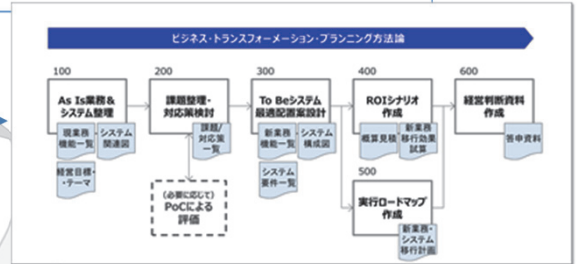 ビジネス・トランスフォーメーション・プランニング方法論
100
As Is業務&
システム整理
現業務
機能一覧
システム
関連図
経営目標・
・テーマ
200
課題整理・
対応策検討
課題/
対応策
一覧
(必要に応じて)
PoCによる
評価
300
To Beシステム
最適配置案設計
新業務
機能一覧
システム
構成図
システム
要件一覧
400
ROIシナリオ
作成
概算見積
新業務
移行効果
試算
500
実行ロードマップ
作成
新業務・
システム
移行計画
600
経営判断資料
作成
答申資料